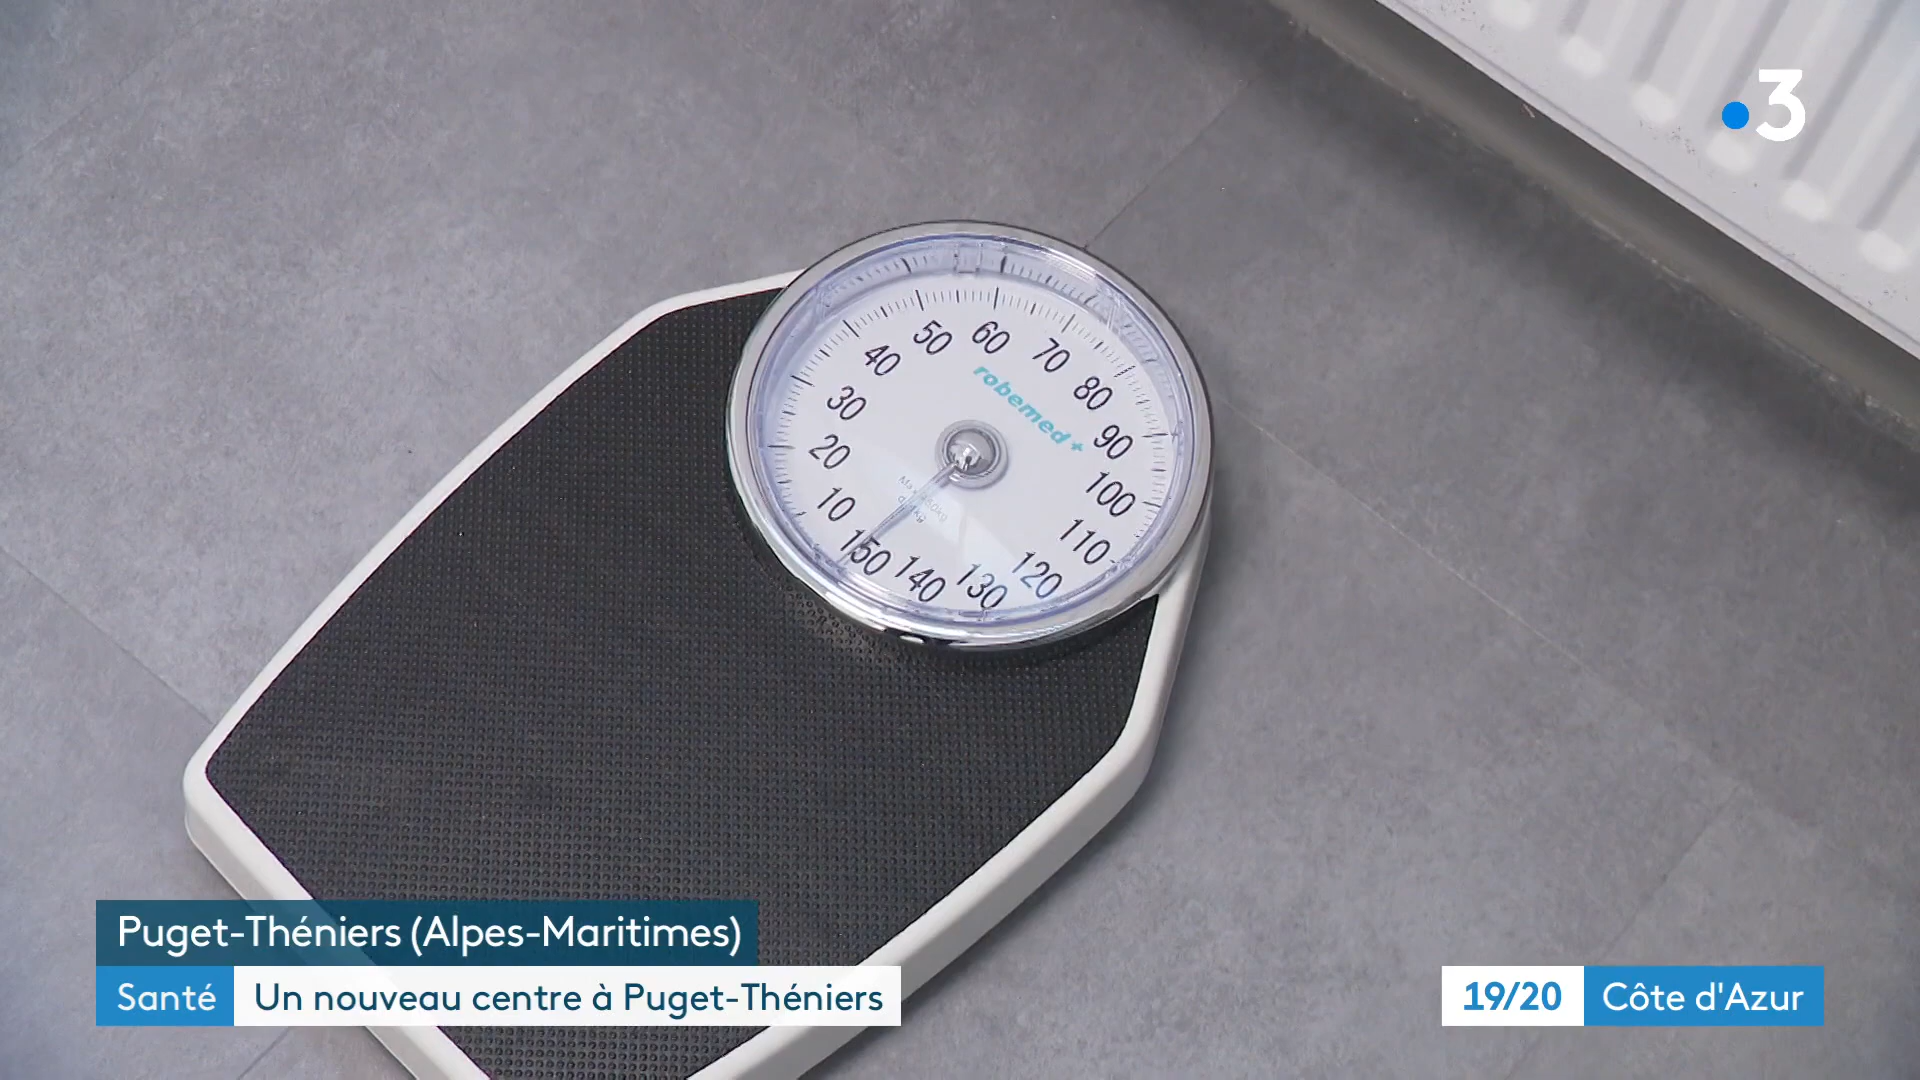 3
50 60 70
40 80
30 90
20 100
10 110
150 140 130 120
robemed+
Puget-Théniers (Alpes-Maritimes)
Santé Un nouveau centre à Puget-Théniers
19/20 Côte d'Azur